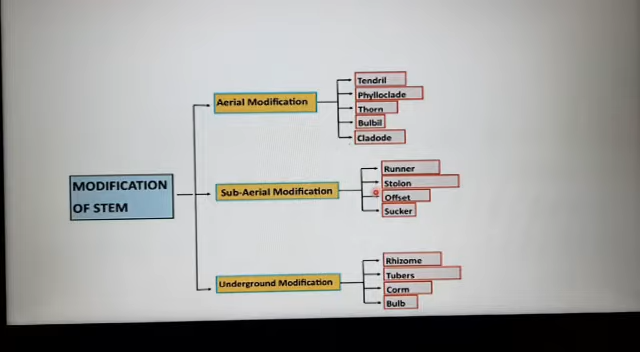 MODIFICATION
OF STEM
Aerial Modification
Tendril
Phylloclade
Thorn
Bulbil
Cladode
Sub-Aerial Modification
Runner
Stolon
Offset
Sucker
Underground Modification
Rhizome
Tubers
Corm
Bulb